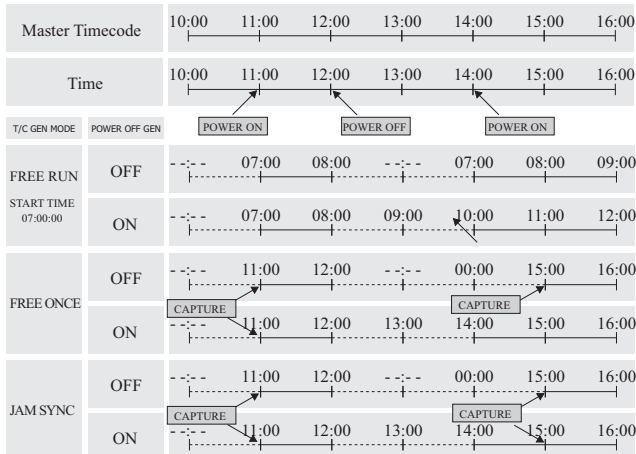 Master Timecode 10:00 11:00 12:00 13:00 14:00 15:00 16:00
Time 10:00 11:00 12:00 13:00 14:00 15:00 16:00
T/C GEN MODE POWER OFF GEN POWER ON POWER OFF POWER ON
FREE RUN
START TIME
07:00:00
OFF --:-- 07:00 08:00 --:-- 07:00 08:00 09:00
ON --:-- 07:00 08:00 09:00 10:00 11:00 12:00
FREE ONCE
OFF --:-- 11:00 12:00 --:-- 00:00 15:00 16:00
CAPTURE CAPTURE
ON --:-- 11:00 12:00 13:00 14:00 15:00 16:00
JAM SYNC
OFF --:-- 11:00 12:00 --:-- 00:00 15:00 16:00
CAPTURE CAPTURE
ON --:-- 11:00 12:00 13:00 14:00 15:00 16:00